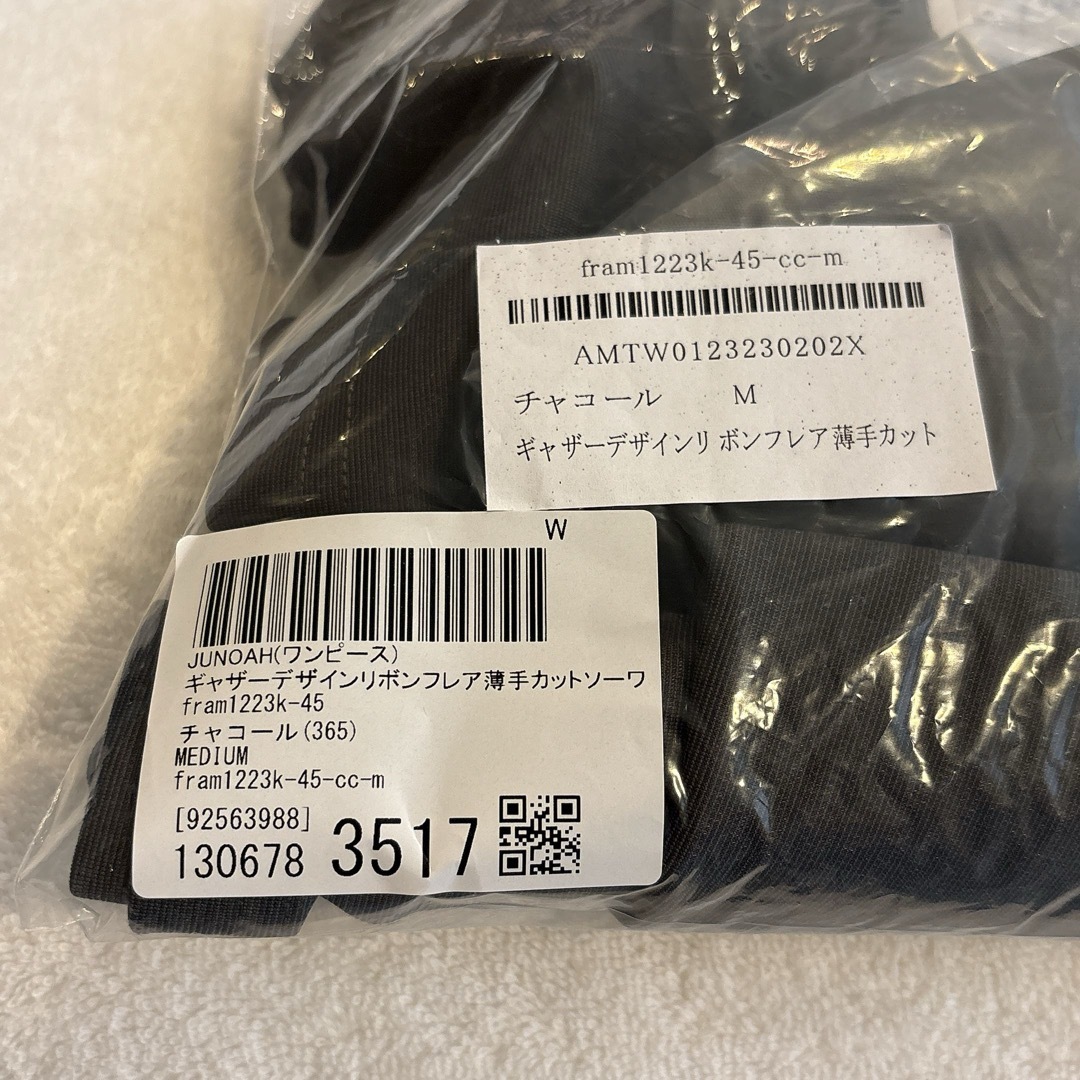 fram1223k-45-cc-m
AMTW0123230202X
チャコール M
ギャザーデザインリボンフレア薄手カット
W
JUNOAH(ワンピース)
ギャザーデザインリボンフレア薄手カットソーワ
fram1223k-45
チャコール(365)
MEDIUM
fram1223k-45-cc-m
[92563988]
130678 3517